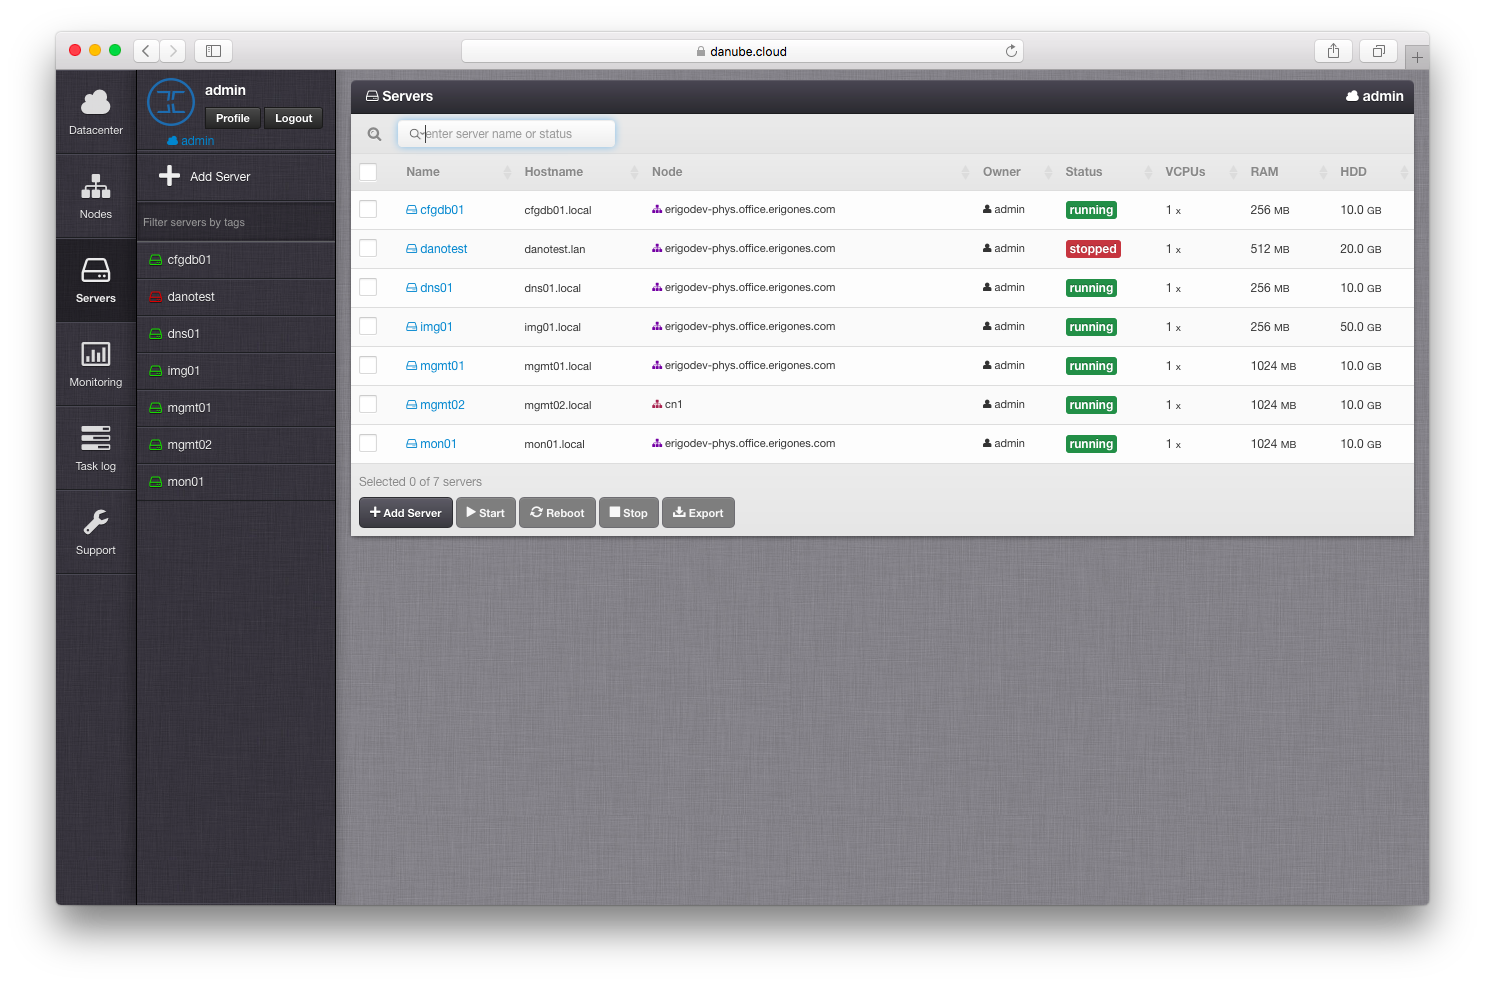 danube.cloud
Datacenter
Nodes
Servers
Monitoring
Task log
Support
admin
Profile Logout
admin
Add Server
Filter servers by tags
cfgdb01
danotest
dns01
img01
mgmt01
mgmt02
mon01
Servers admin
enter server name or status
Name Hostname Node Owner Status VCPUs RAM HDD
cfgdb01 cfgdb01.local erigodev-phys.office.erigones.com admin running 1 x 256 MB 10.0 GB
danotest danotest.lan erigodev-phys.office.erigones.com admin stopped 1 x 512 MB 20.0 GB
dns01 dns01.local erigodev-phys.office.erigones.com admin running 1 x 256 MB 10.0 GB
img01 img01.local erigodev-phys.office.erigones.com admin running 1 x 256 MB 50.0 GB
mgmt01 mgmt01.local erigodev-phys.office.erigones.com admin running 1 x 1024 MB 10.0 GB
mgmt02 mgmt02.local cn1 admin running 1 x 1024 MB 10.0 GB
mon01 mon01.local erigodev-phys.office.erigones.com admin running 1 x 1024 MB 10.0 GB
Selected 0 of 7 servers
Add Server Start Reboot Stop Export